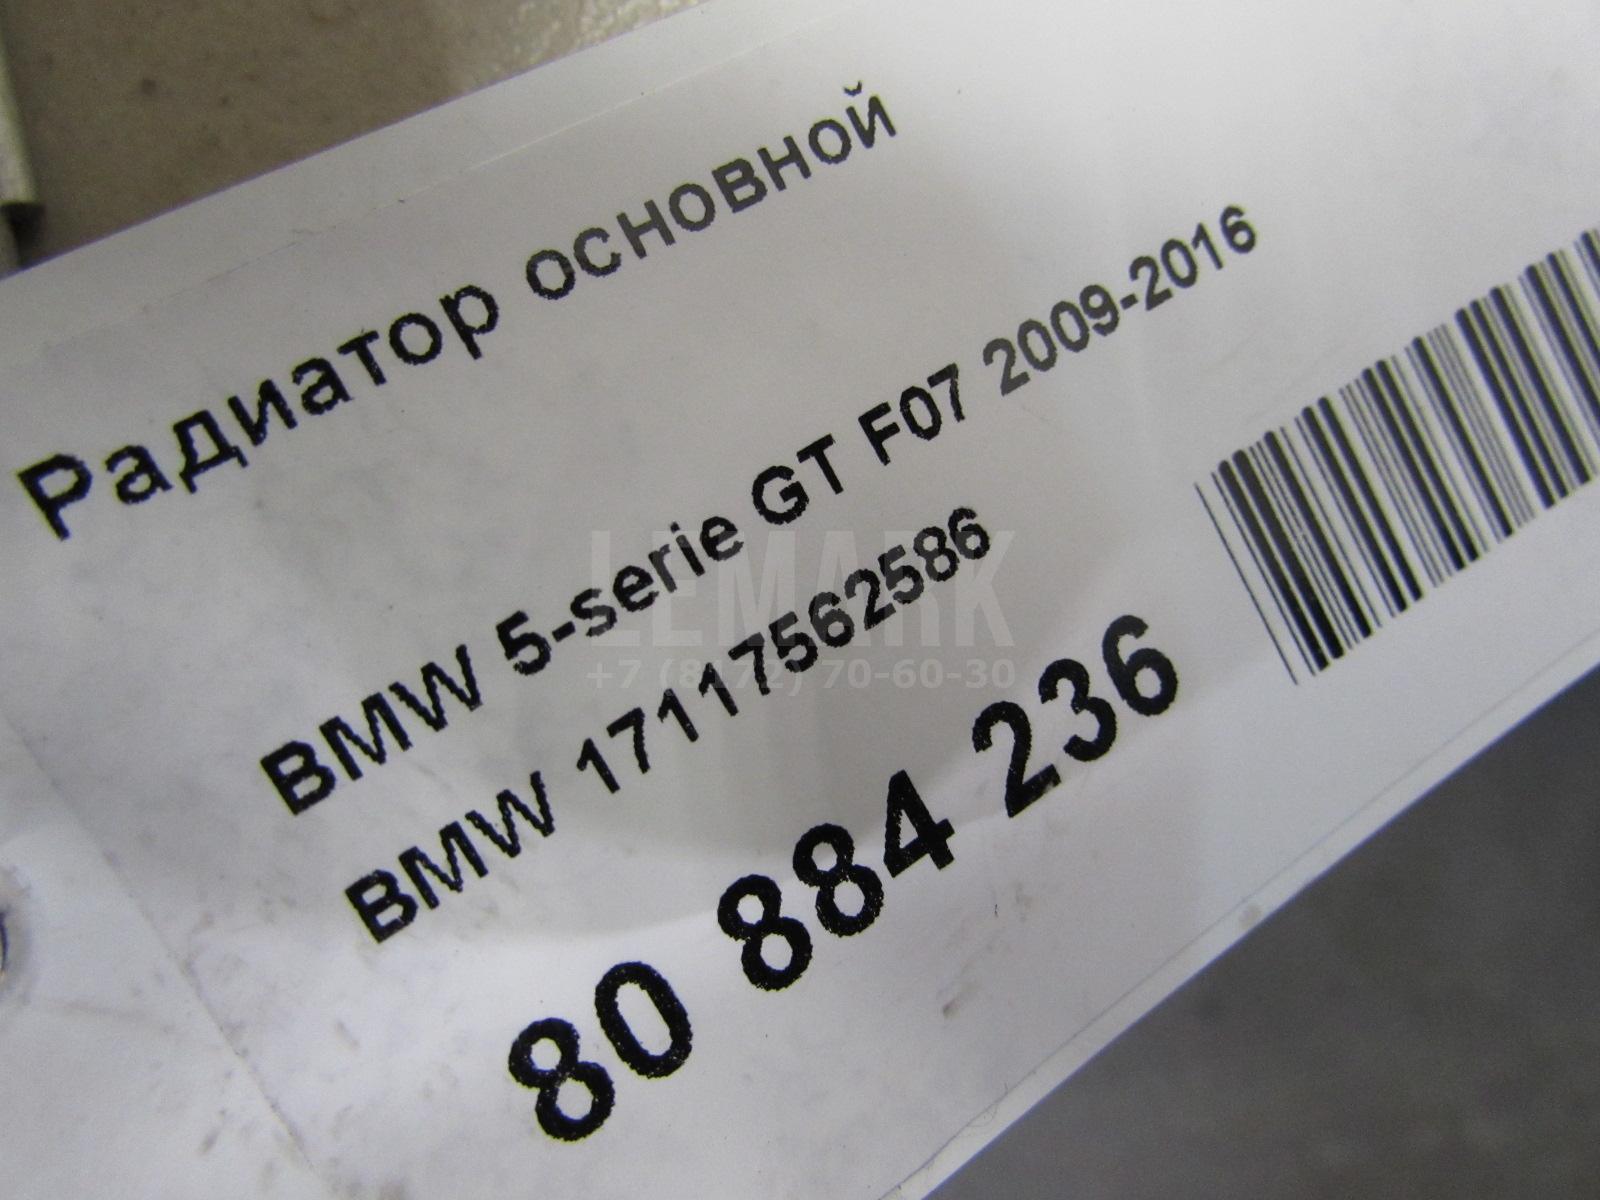 Радиатор основной
BMW 5-serie GT F07 2009-2016
BMW 17117562586
80 884 236
LEMARK
+7 (8172) 70-60-30